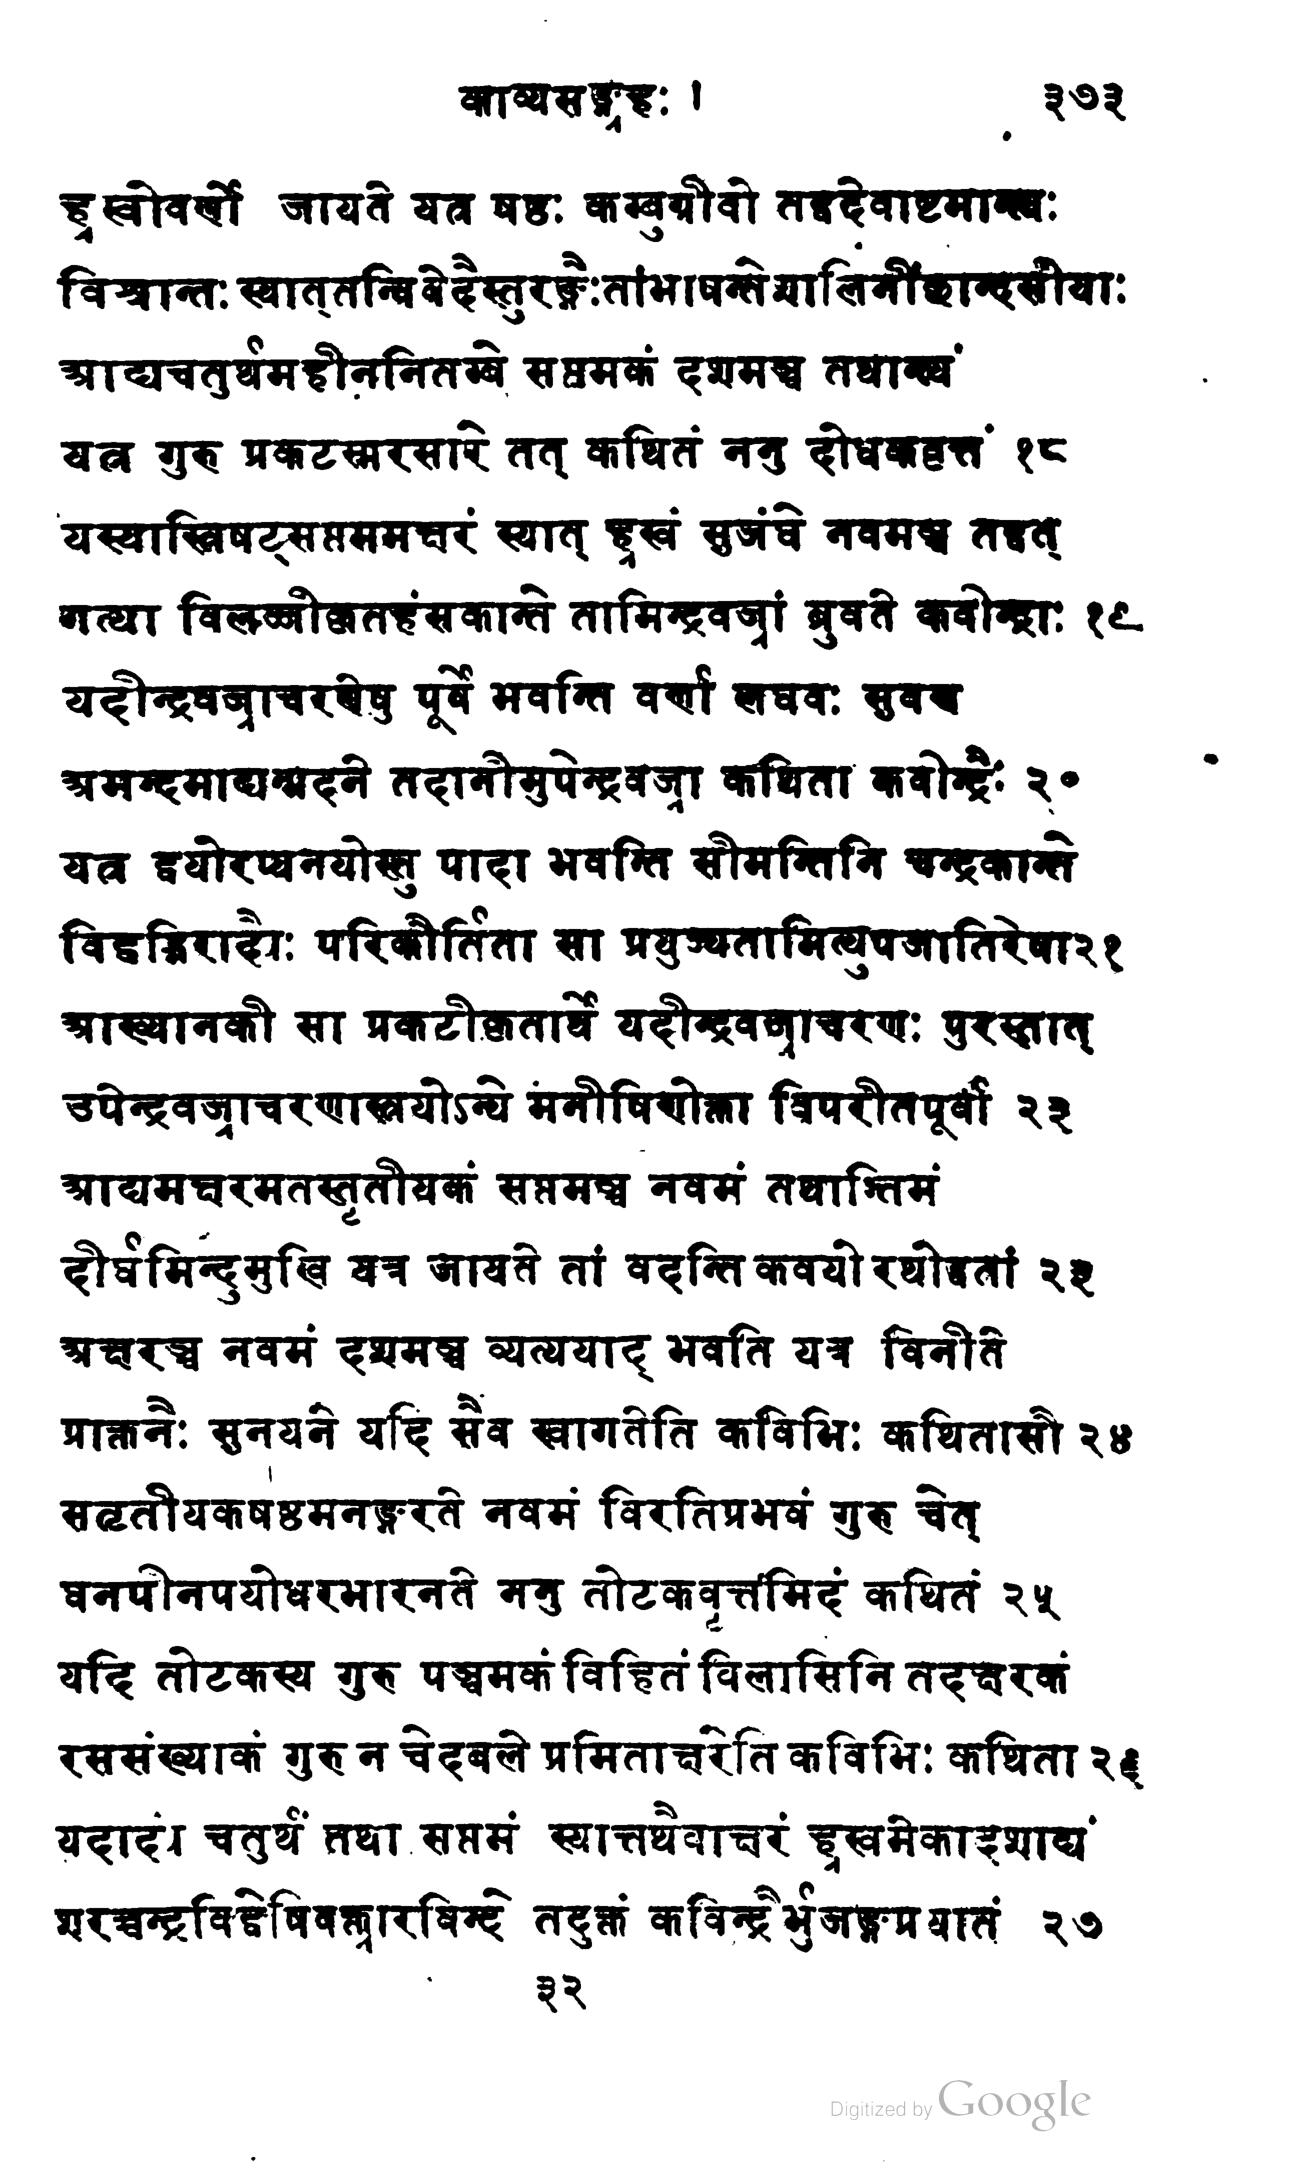 काव्यसङ्ग्रहः । ३७३
ह्रस्वोवर्णो जायते यत्र षष्ठः कम्बुग्रीवो तद्वदेवाष्टमान्त्यः
विश्रान्तः स्यात्तन्वि वेदैस्तुरङ्गैःतांभाषन्तेशालिनींछान्दसीयाः
आद्यचतुर्थमहीननितम्बे सप्तमकं दशमञ्च तथान्त्यं
यत्र गुरु प्रकटस्मरसारे तत् कथितं ननु दोधकवृत्तं १८
यस्यास्त्रिषट्सप्तममक्षरं स्यात् ह्रस्वं सुजंघे नवमञ्च तद्वत्
गत्या विलज्जीकृतहंसकान्ते तामिन्द्रवज्रां ब्रुवते कवीन्द्राः १९
यदीन्द्रवज्राचरणेषु पूर्वे भवन्ति वर्णा लघवः सुवर्णे
अमन्दमाद्यन्मदने तदानीमुपेन्द्रवज्रा कथिता कवीन्द्रैः २०
यत्र द्वयोरप्यनयोस्तु पादा भवन्ति सीमन्तिनि चन्द्रकान्ते
विद्वद्भिराद्यैः परिकीर्तिता सा प्रयुज्यतामित्युपजातिरेषा२१
आख्यानकी सा प्रकटीकृतार्थे यदीन्द्रवज्राचरणः पुरस्तात्
उपेन्द्रवज्राचरणास्त्रयोऽन्ये मनीषिणोक्ता विपरीतपूर्वा २३
आद्यमक्षरमतस्तृतीयकं सप्तमञ्च नवमं तथान्तिमं
दीर्घमिन्दुमुखि यत्र जायते तां वदन्ति कवयो रथोद्धतां २३
अक्षरञ्च नवमं दशमञ्च व्यत्ययाद् भवति यत्र विनीते
प्राक्तनैः सुनयने यदि सैव स्वागतेति कविभिः कथितासौ २४
सतृतीयकषष्ठमनङ्गरते नवमं विरतिप्रभवं गुरु चेत्
घनपीनपयोधरभारनते मनु तोटकवृत्तमिदं कथितं २५
यदि तोटकस्य गुरु पञ्चमकं विहितं विलासिनि तदक्षरकं
रससंख्याकं गुरु न चेदबले प्रमिताक्षरेति कविभिः कथिता २६
यदाद्यं चतुर्थं तथा सप्तमं स्यात्तथैवाक्षरं ह्रस्वमेकादशाद्यं
शरच्चन्द्रविद्वेषिवक्त्रारविन्दे तदुक्तं कविन्द्रैर्भुजङ्गप्रयातं २७
३२
Digitized by Google